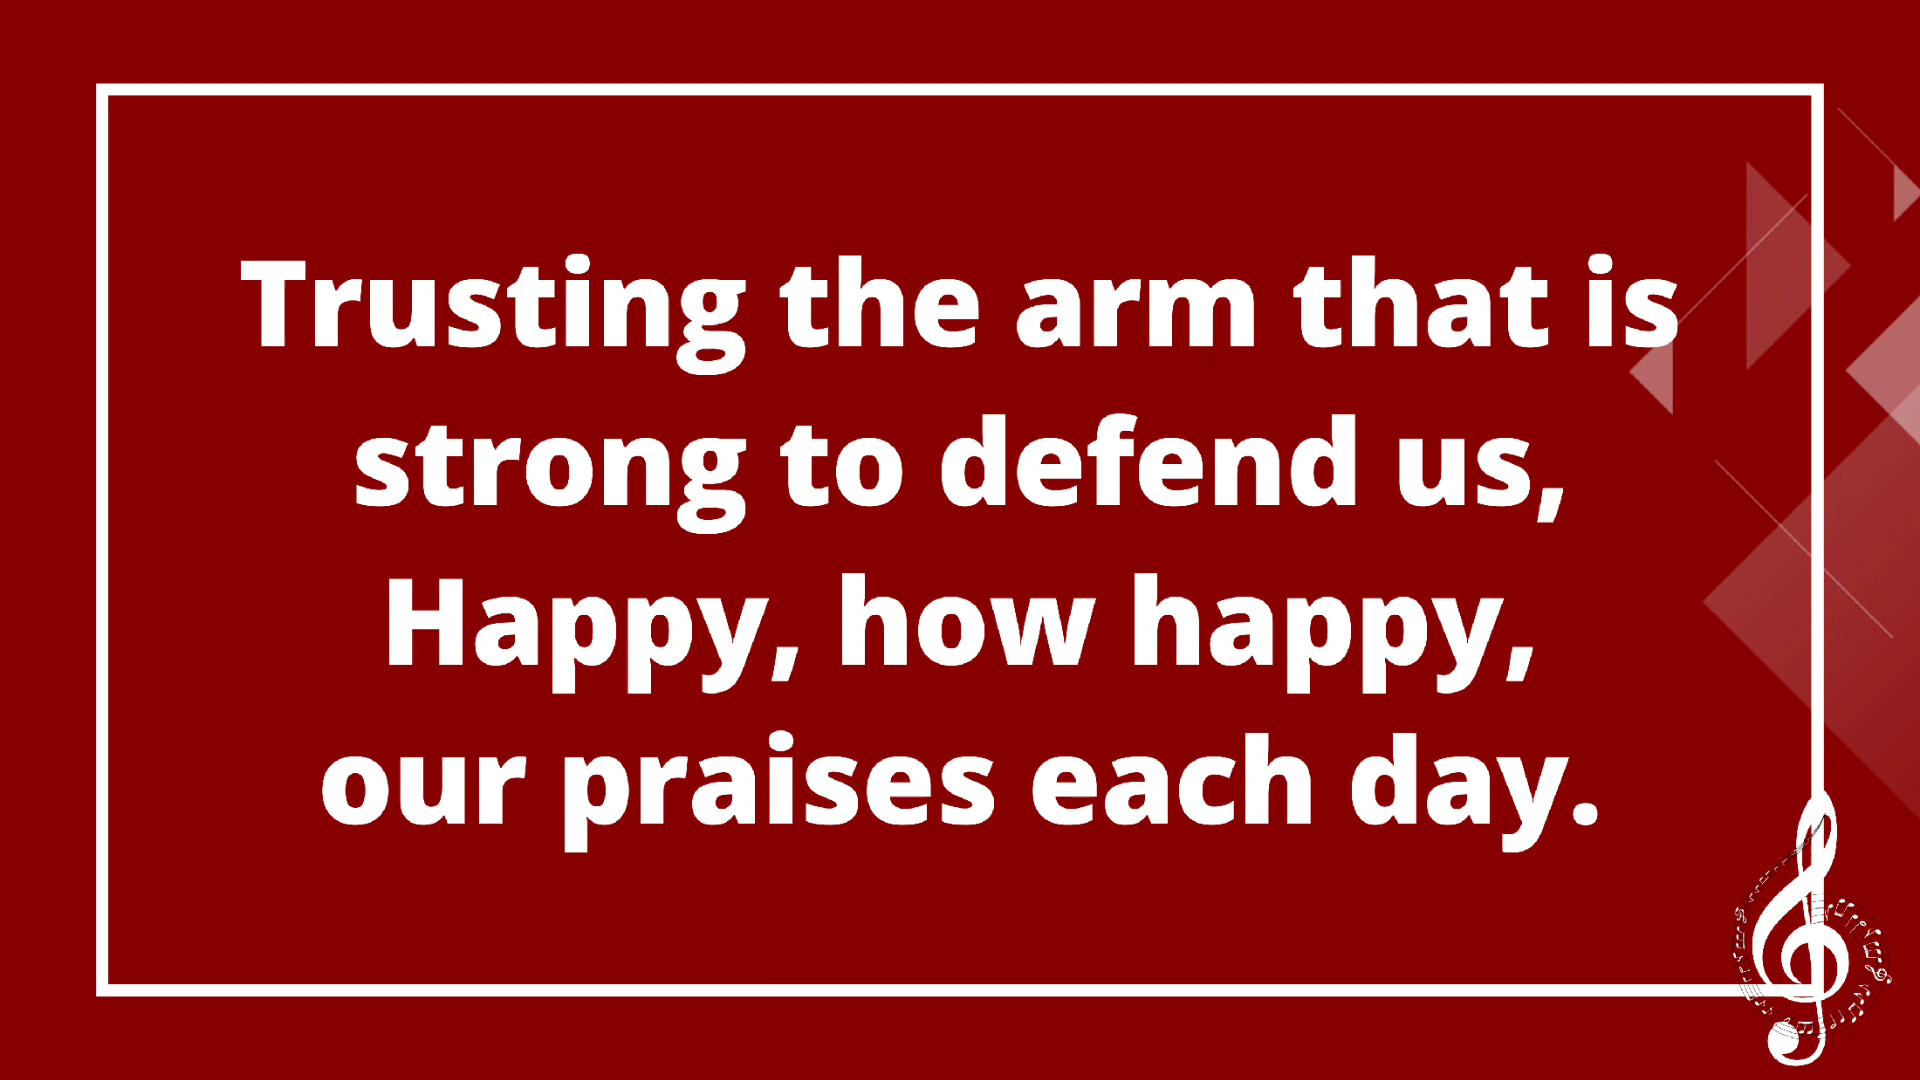 Trusting the arm that is
strong to defend us,
Happy, how happy,
our praises each day.